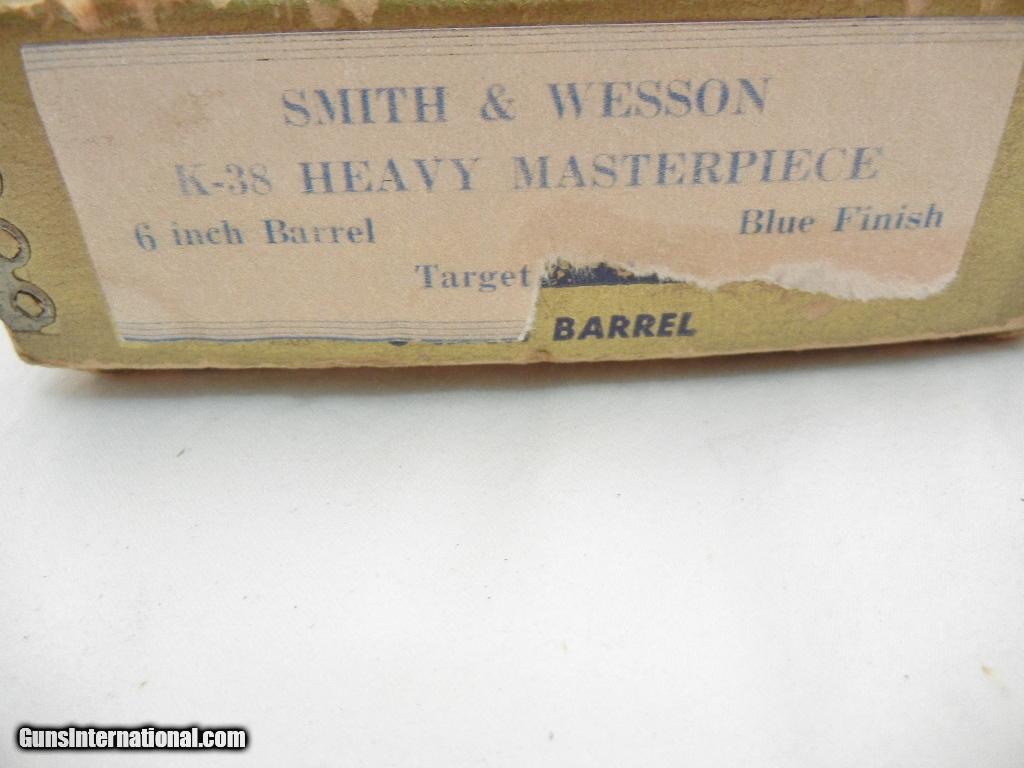 SMITH & WESSON
K-38 HEAVY MASTERPIECE
6 inch Barrel Blue Finish
Target
BARREL
GunsInternational.com